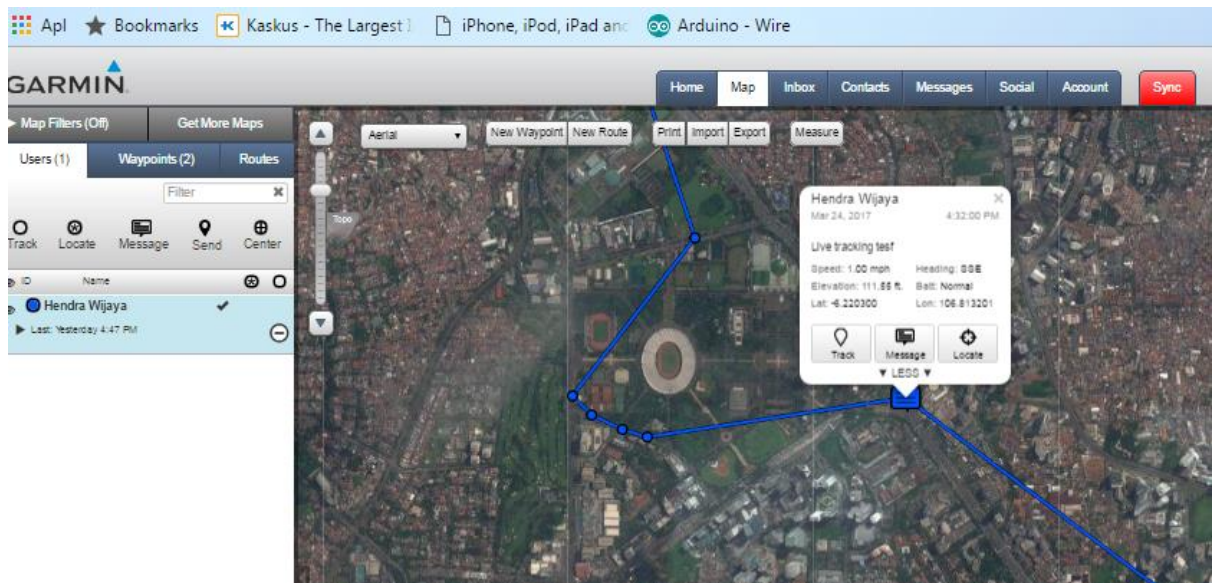 Apl Bookmarks Kaskus - The Largest I iPhone, iPod, iPad and Arduino - Wire
GARMIN
Home Map Inbox Contacts Messages Social Account Sync
Map Filters (Off) Get More Maps
Users (1) Waypoints (2) Routes
Filter
Track Locate Message Send Center
ID Name
Hendra Wijaya
Last: Yesterday 4:47 PM
Aerial New Waypoint New Route Print Import Export Measure
Topo
Hendra Wijaya
Mar 24, 2017 4:32:00 PM
Live tracking tesf
Speed: 1.00 mph Heading: SSE
Elevation: 111.55 ft. Batt: Normal
Lat: -6.220300 Lon: 106.813201
Track Message Locate
▼ LESS ▼